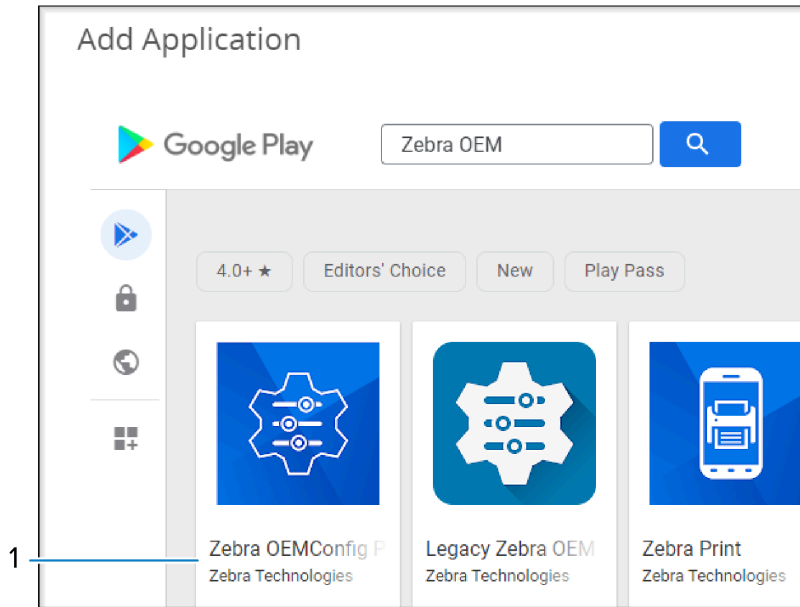 Add Application
Google Play
Zebra OEM
4.0+ ★
Editors' Choice
New
Play Pass
Zebra OEMConfig P
Legacy Zebra OEM
Zebra Print
Zebra Technologies
Zebra Technologies
Zebra Technologies
1